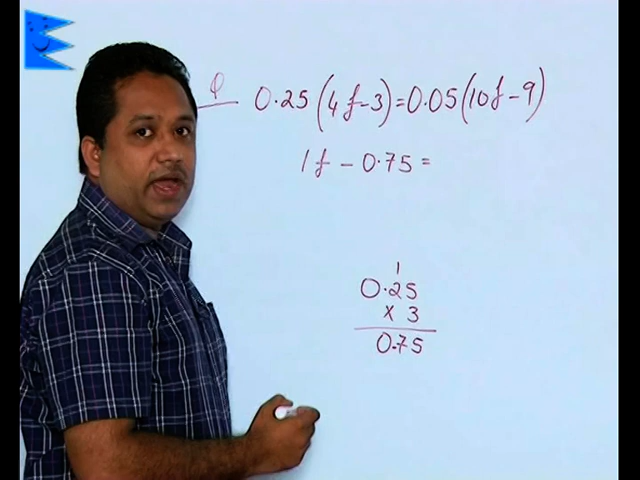 Q 0.25(4f-3)=0.05(10f-9)
1f - 0.75 =
1
0.25
x 3
0.75